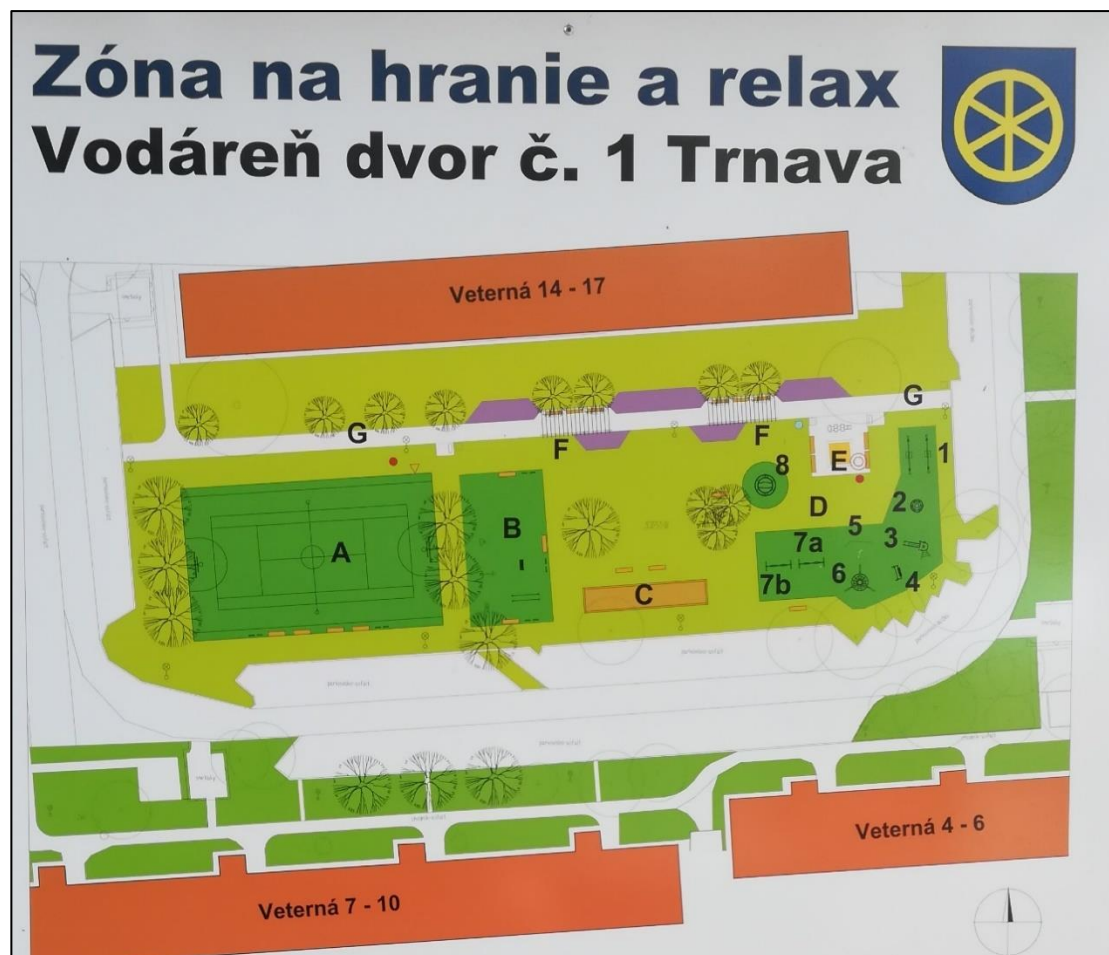 Zóna na hranie a relax
Vodáreň dvor č. 1 Trnava
Veterná 14 - 17
G
G
F
F
E
1
8
2
D
B
5
3
7a
A
6
4
7b
C
Veterná 4 - 6
Veterná 7 - 10